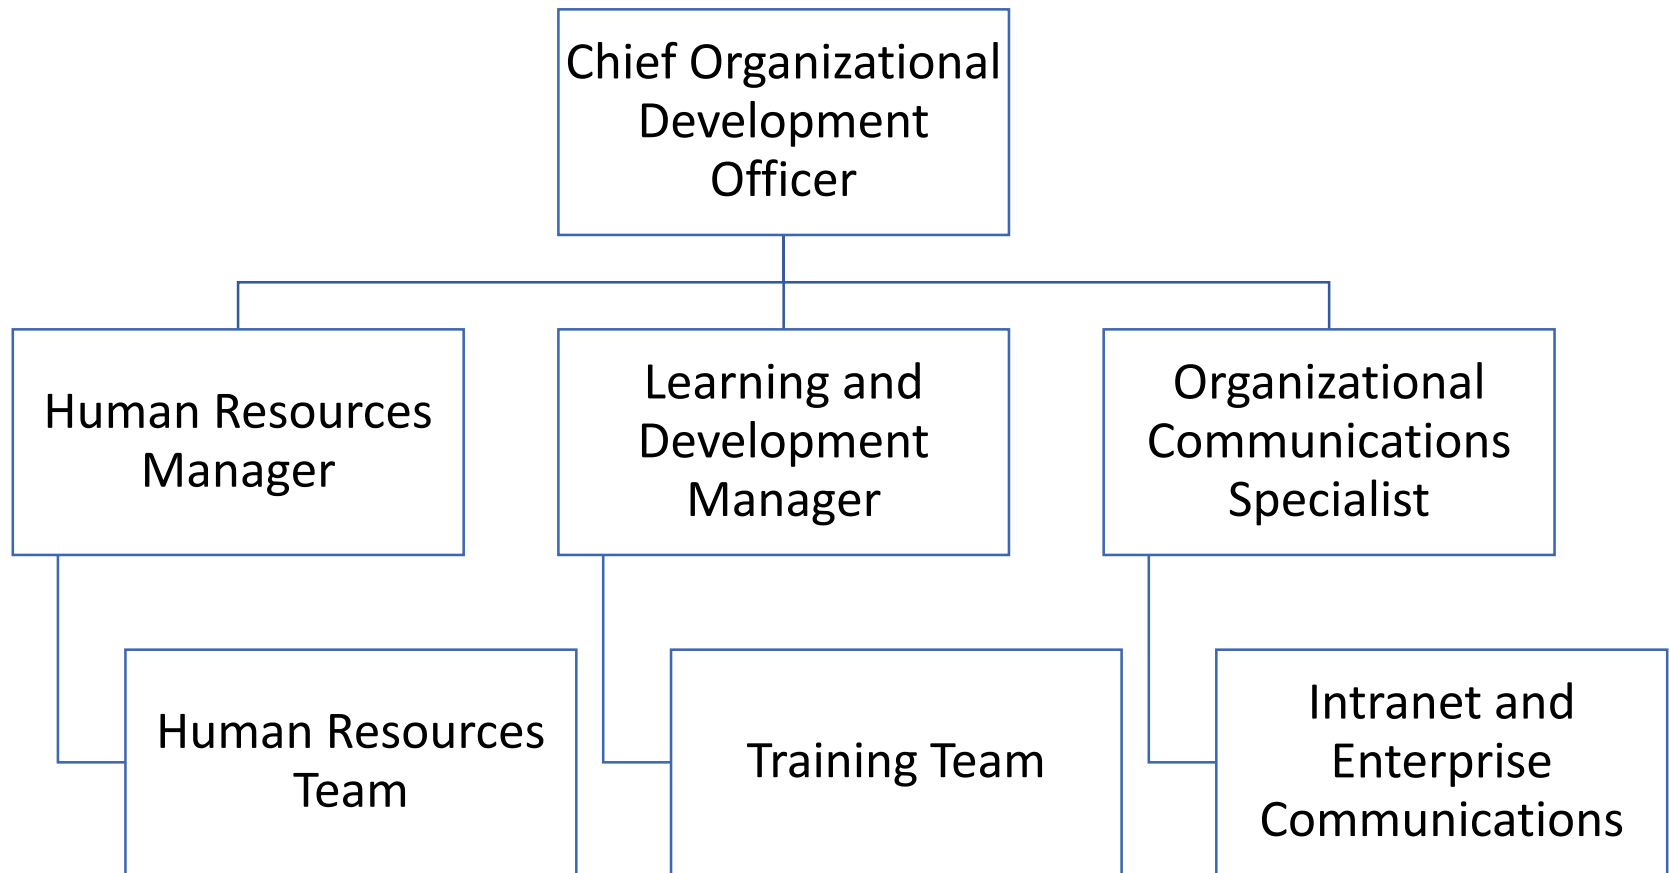 Chief Organizational
Development
Officer
Human Resources
Manager
Learning and
Development
Manager
Organizational
Communications
Specialist
Human Resources
Team
Training Team
Intranet and
Enterprise
Communications